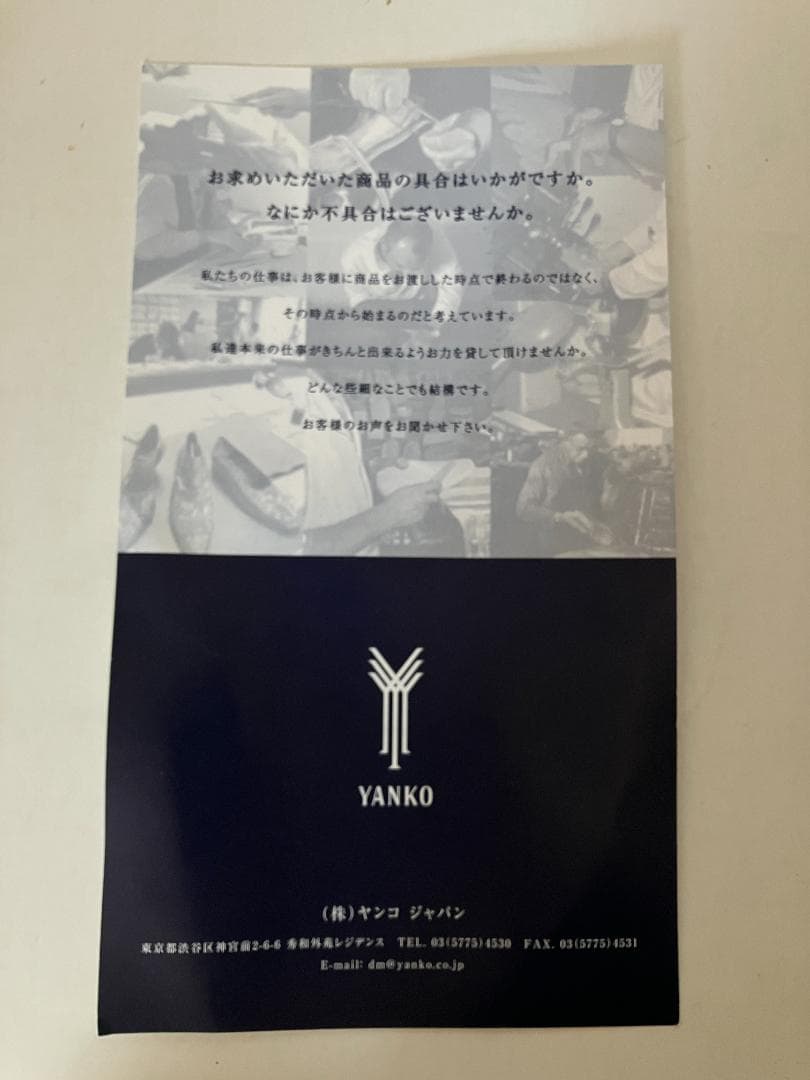 お求めいただいた商品の具合はいかがですか。
なにか不具合はございませんか。
私たちの仕事は、お客様に商品をお渡しした時点で終わるのではなく、
その時点から始まるのだと考えています。
私達本来の仕事がきちんと出来るようお力を貸して頂けませんか。
どんな些細なことでも結構です。
お客様のお声をお聞かせ下さい。
YANKO
(株)ヤンコ ジャパン
東京都渋谷区神宮前2-6-6 秀和外苑レジデンス TEL. 03(5775)4530 FAX. 03(5775)4531
E-mail: dm@yanko.co.jp